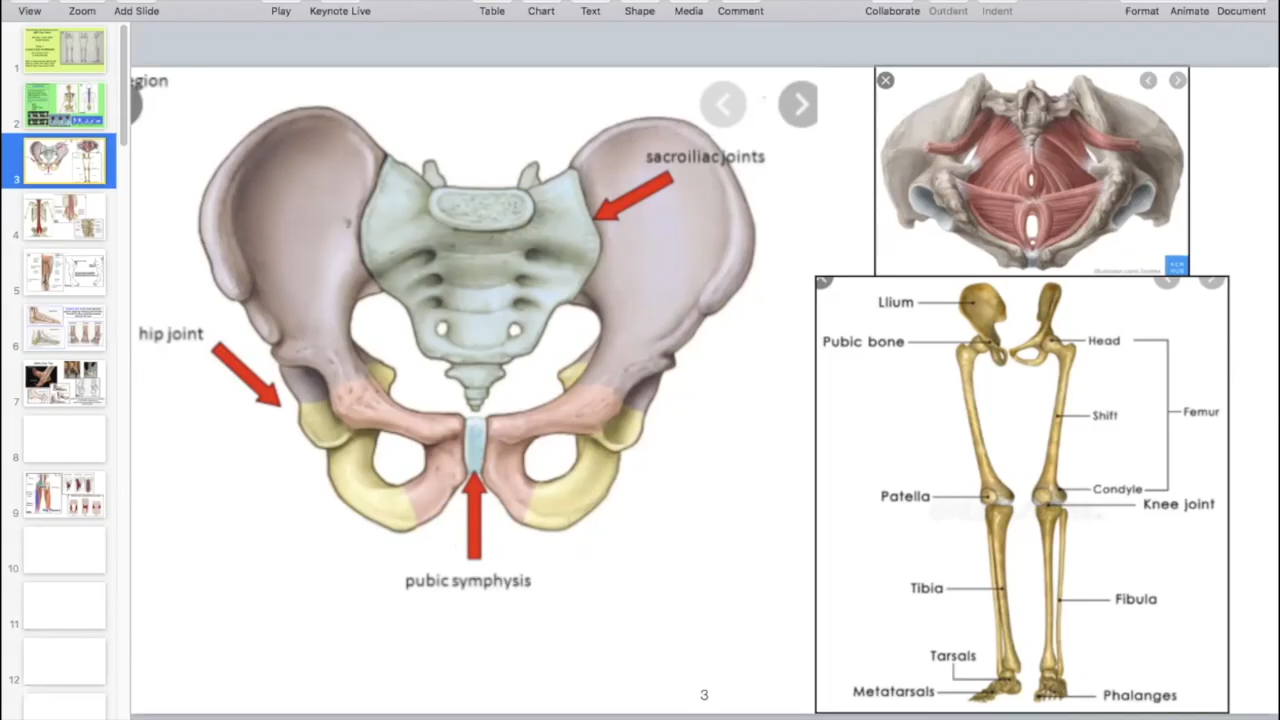 View Zoom Add Slide Play Keynote Live Table Chart Text Shape Media Comment Collaborate Outdent Indent Format Animate Document
1
2
3
4
5
6
7
8
9
10
11
12
egion
sacroiliac joints
hip joint
pubic symphysis
3
KEN
HUB
Llium
Pubic bone
Head
Shift
Femur
Patella
Condyle
Knee joint
Tibia
Fibula
Tarsals
Metatarsals
Phalanges